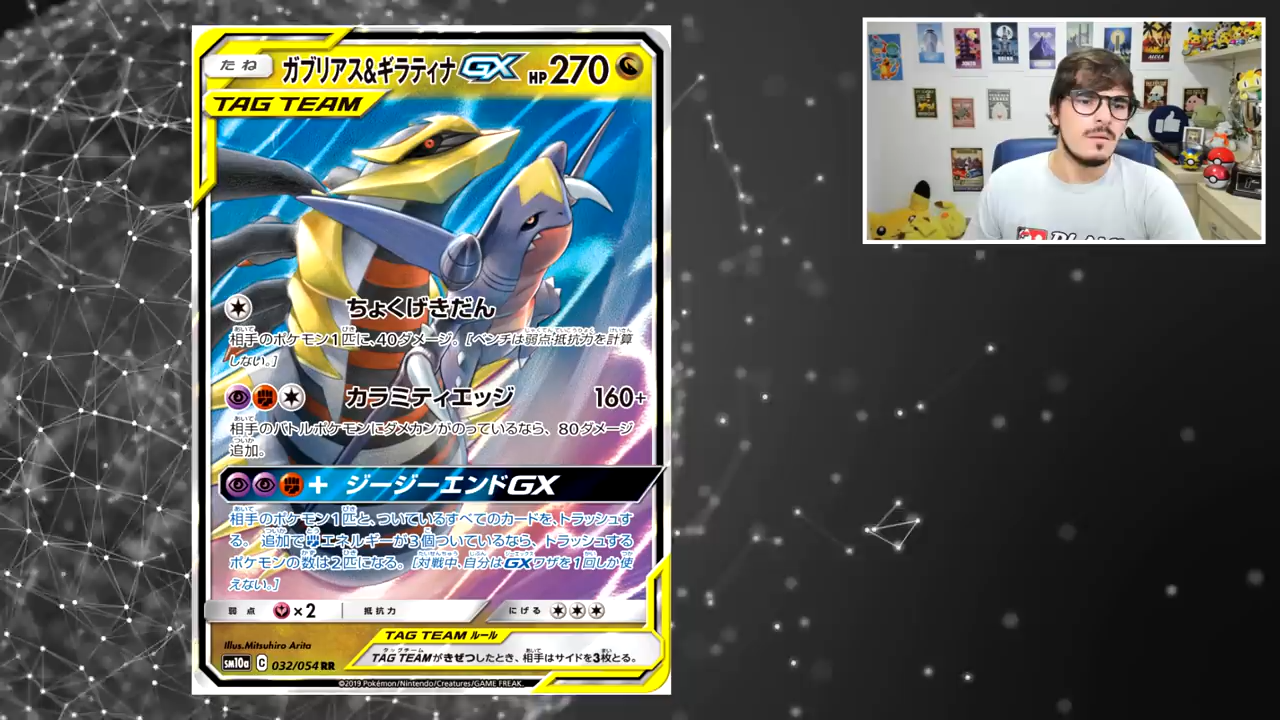 たね ガブリアス&ギラティナGX HP 270
TAG TEAM
ちょくげきだん
相手のポケモン1匹に、40ダメージ。[ベンチは弱点・抵抗力を計算
しない。]
カラミティエッジ 160+
相手のバトルポケモンにダメカンがのっているなら、80ダメージ
追加。
+ ジージーエンドGX
相手のポケモン1匹と、ついているすべてのカードを、トラッシュす
る。追加でエネルギーが3個ついているなら、トラッシュする
ポケモンの数は2匹になる。[対戦中、自分はGXワザを1回しか使
えない。]
弱点 ×2 抵抗力 にげる
Illus.Mitsuhiro Arita
TAG TEAM ルール
TAG TEAMがきぜつしたとき、相手はサイドを3枚とる。
sm10a C 032/054 RR
©2019 Pokémon/Nintendo/Creatures/GAME FREAK.